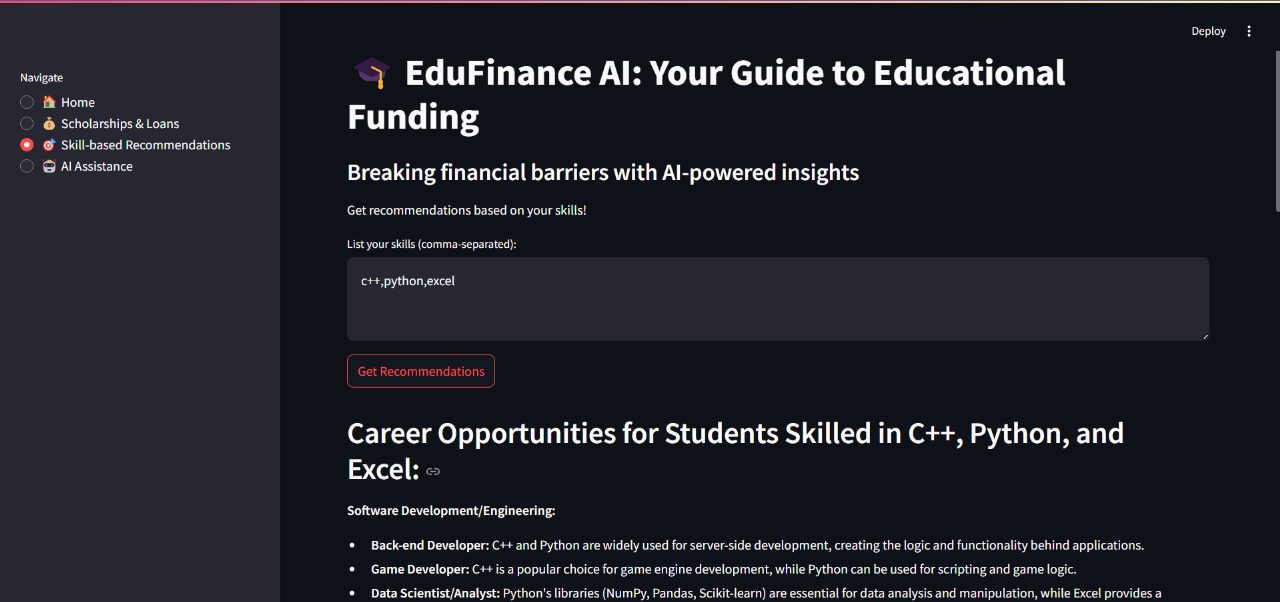 Deploy
Navigate
Home
Scholarships & Loans
Skill-based Recommendations
AI Assistance
EduFinance AI: Your Guide to Educational
Funding
Breaking financial barriers with AI-powered insights
Get recommendations based on your skills!
List your skills (comma-separated):
c++,python,excel
Get Recommendations
Career Opportunities for Students Skilled in C++, Python, and
Excel:
Software Development/Engineering:
• Back-end Developer: C++ and Python are widely used for server-side development, creating the logic and functionality behind applications.
• Game Developer: C++ is a popular choice for game engine development, while Python can be used for scripting and game logic.
• Data Scientist/Analyst: Python's libraries (NumPy, Pandas, Scikit-learn) are essential for data analysis and manipulation, while Excel provides a